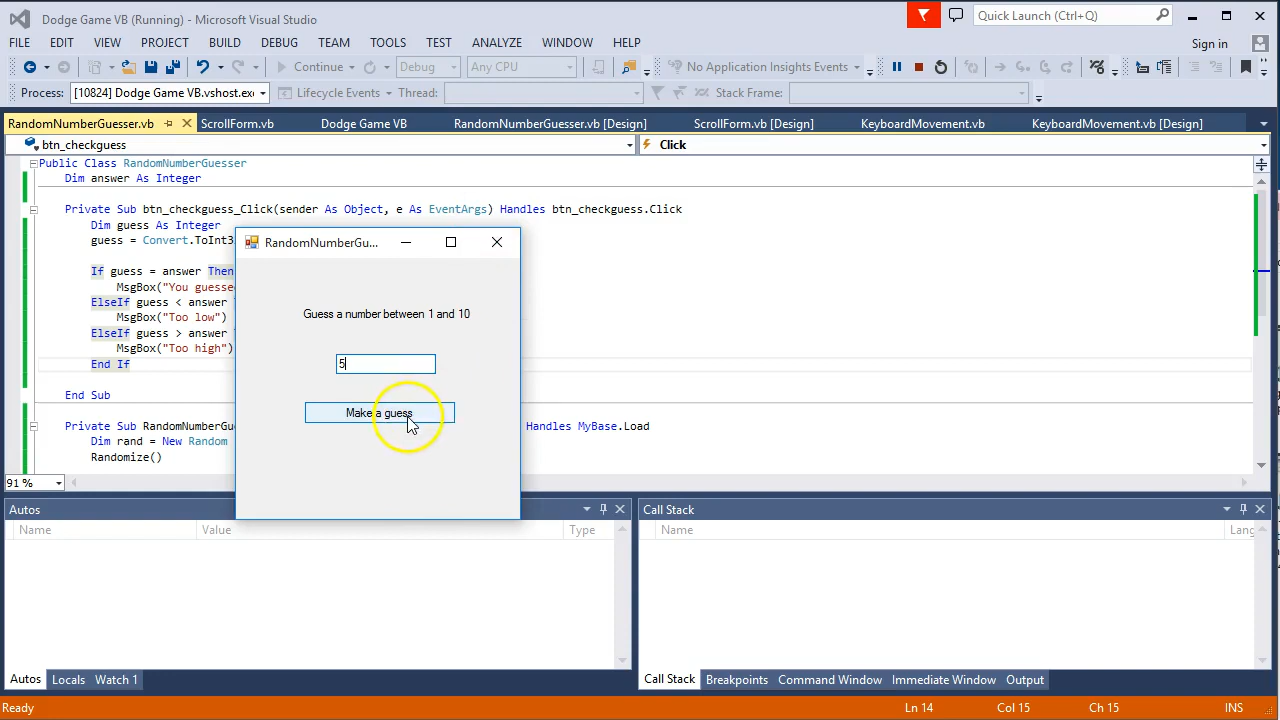 Dodge Game VB (Running) - Microsoft Visual Studio
Quick Launch (Ctrl+Q)
FILE EDIT VIEW PROJECT BUILD DEBUG TEAM TOOLS TEST ANALYZE WINDOW HELP
Sign in
Continue Debug Any CPU No Application Insights Events
Process: [10824] Dodge Game VB.vshost.exe Lifecycle Events Thread: Stack Frame:
RandomNumberGuesser.vb ScrollForm.vb Dodge Game VB RandomNumberGuesser.vb [Design] ScrollForm.vb [Design] KeyboardMovement.vb KeyboardMovement.vb [Design]
btn_checkguess Click
Public Class RandomNumberGuesser
Dim answer As Integer
Private Sub btn_checkguess_Click(sender As Object, e As EventArgs) Handles btn_checkguess.Click
Dim guess As Integer
guess = Convert.ToInt3
If guess = answer Then
MsgBox("You guessed
ElseIf guess < answer
MsgBox("Too low")
ElseIf guess > answer
MsgBox("Too high")
End If
End Sub
Private Sub RandomNumberGu Handles MyBase.Load
Dim rand = New Random
Randomize()
RandomNumberGu...
Guess a number between 1 and 10
5
Make a guess
91 %
Autos
Name Value Type
Call Stack
Name Lang
Autos Locals Watch 1
Call Stack Breakpoints Command Window Immediate Window Output
Ready Ln 14 Col 15 Ch 15 INS